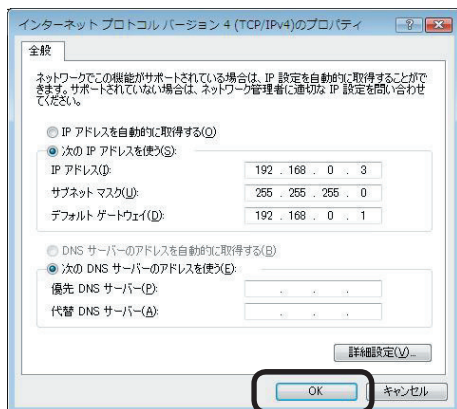 インターネット プロトコル バージョン 4 (TCP/IPv4)のプロパティ
全般
ネットワークでこの機能がサポートされている場合は、IP 設定を自動的に取得することがで
きます。サポートされていない場合は、ネットワーク管理者に適切な IP 設定を問い合わせ
てください。
IP アドレスを自動的に取得する(O)
次の IP アドレスを使う(S):
IP アドレス(I): 192 . 168 . 0 . 3
サブネット マスク(U): 255 . 255 . 255 . 0
デフォルト ゲートウェイ(D): 192 . 168 . 0 . 1
DNS サーバーのアドレスを自動的に取得する(B)
次の DNS サーバーのアドレスを使う(E):
優先 DNS サーバー(P): . . .
代替 DNS サーバー(A): . . .
詳細設定(V)...
OK キャンセル